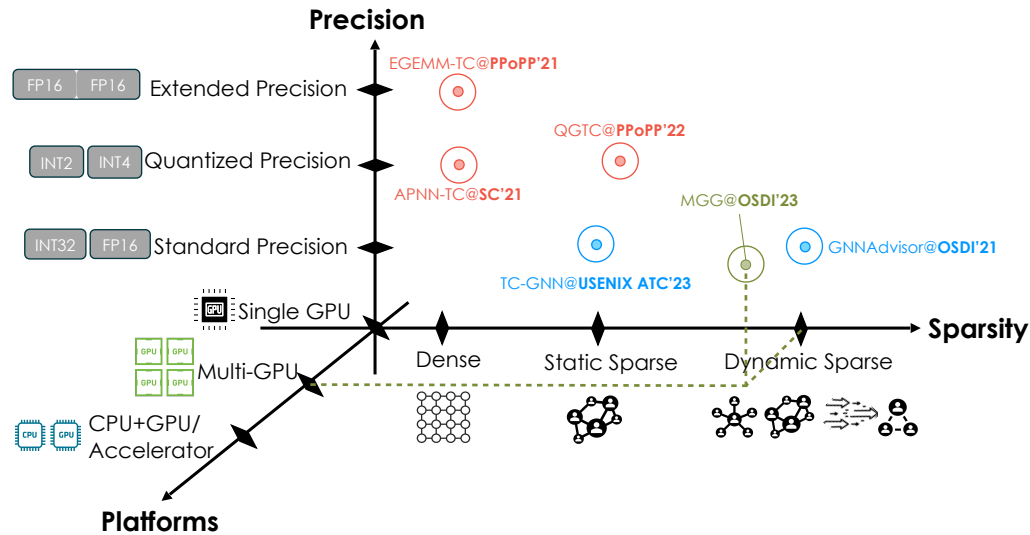 Precision
EGEMM-TC@PPoPP'21
FP16 FP16 Extended Precision
QGTC@PPoPP'22
INT2 INT4 Quantized Precision
APNN-TC@SC'21
MGG@OSDI'23
INT32 FP16 Standard Precision
GNNAdvisor@OSDI'21
TC-GNN@USENIX ATC'23
GPU Single GPU
Sparsity
Dense Static Sparse Dynamic Sparse
GPU GPU
Multi-GPU
GPU GPU
CPU GPU CPU+GPU/
Accelerator
Platforms